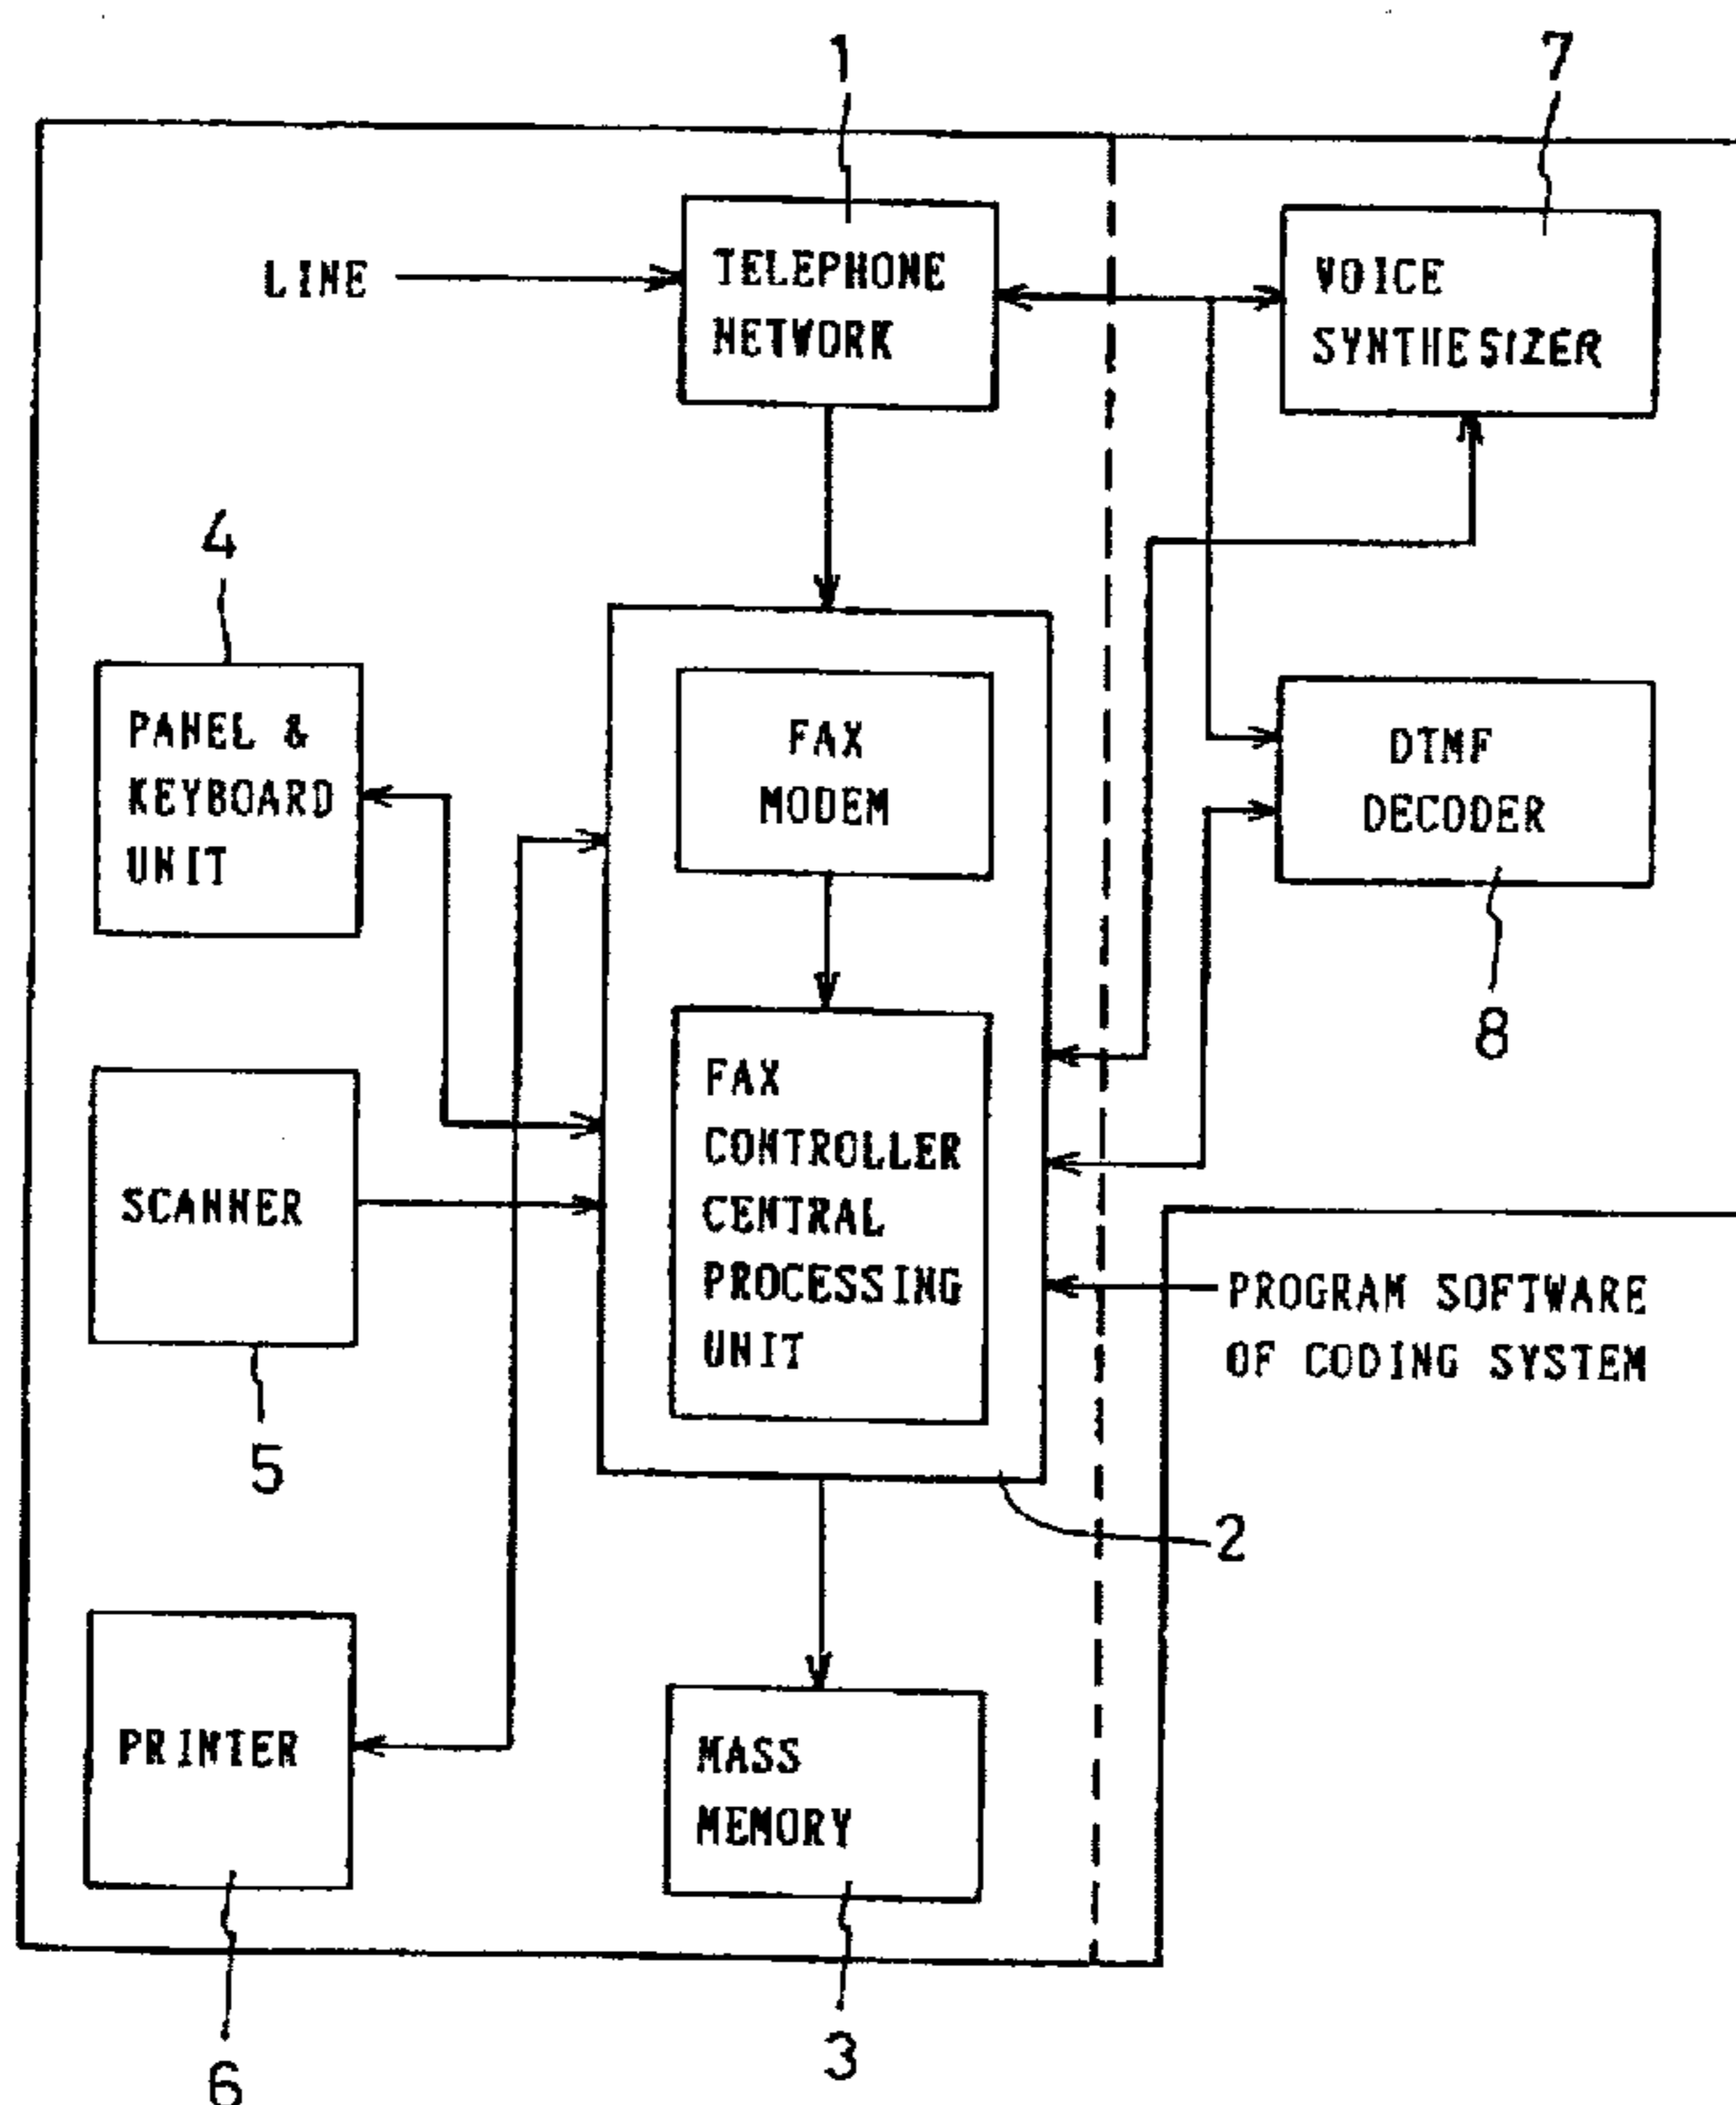 1
7
LINE
TELEPHONE
NETWORK
VOICE
SYNTHESIZER
4
PANEL &
KEYBOARD
UNIT
FAX
MODEM
DTMF
DECODER
8
SCANNER
5
FAX
CONTROLLER
CENTRAL
PROCESSING
UNIT
PROGRAM SOFTWARE
OF CODING SYSTEM
2
PRINTER
6
MASS
MEMORY
3